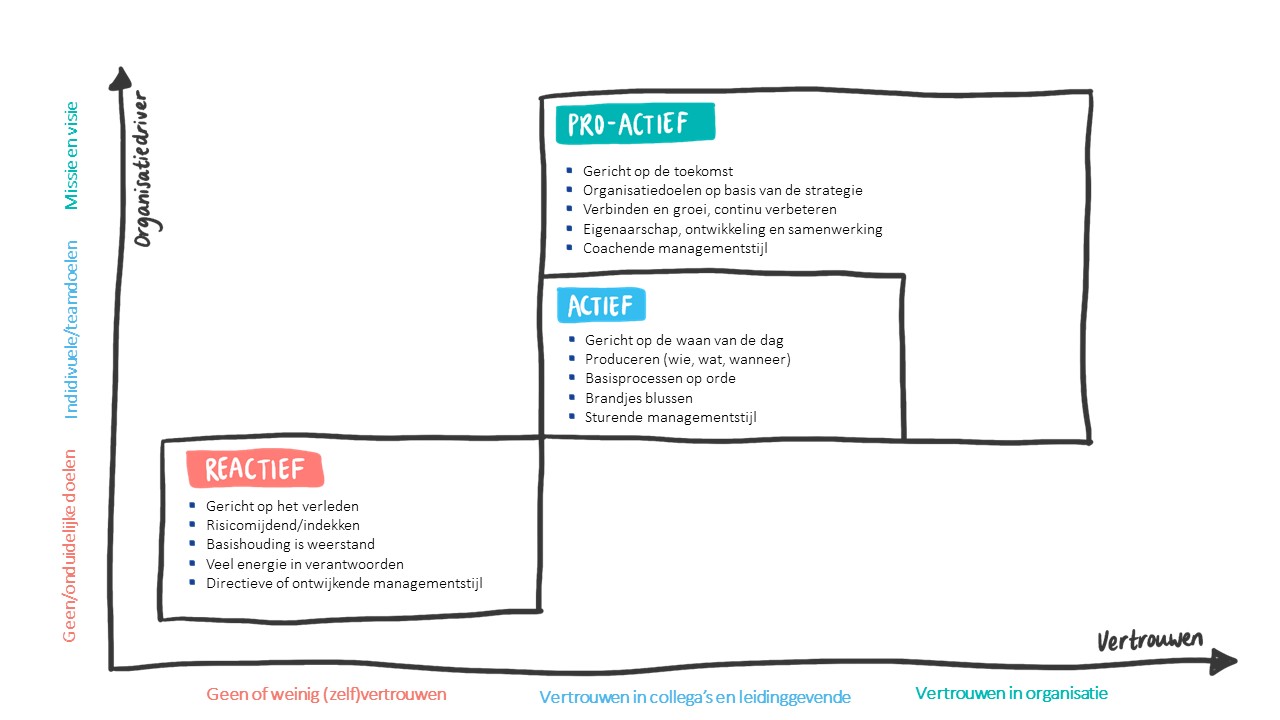 Missie en visie
Indidivuele/teamdoelen
Geen/onduidelijke doelen
Organisatiedriver
PRO-ACTIEF
▪ Gericht op de toekomst
▪ Organisatiedoelen op basis van de strategie
▪ Verbinden en groei, continu verbeteren
▪ Eigenaarschap, ontwikkeling en samenwerking
▪ Coachende managementstijl
ACTIEF
▪ Gericht op de waan van de dag
▪ Produceren (wie, wat, wanneer)
▪ Basisprocessen op orde
▪ Brandjes blussen
▪ Sturende managementstijl
REACTIEF
▪ Gericht op het verleden
▪ Risicomijdend/indekken
▪ Basishouding is weerstand
▪ Veel energie in verantwoorden
▪ Directieve of ontwijkende managementstijl
Vertrouwen
Geen of weinig (zelf)vertrouwen
Vertrouwen in collega's en leidinggevende
Vertrouwen in organisatie